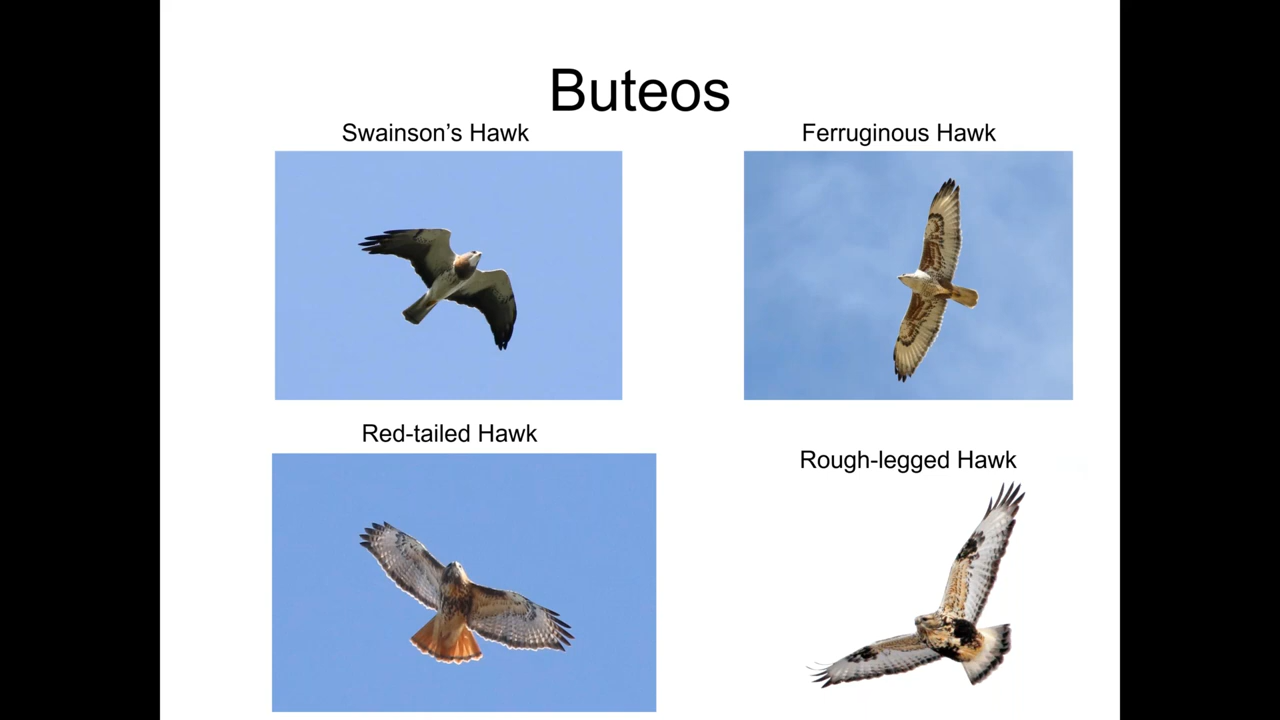 Buteos
Swainson’s Hawk
Ferruginous Hawk
Red-tailed Hawk
Rough-legged Hawk